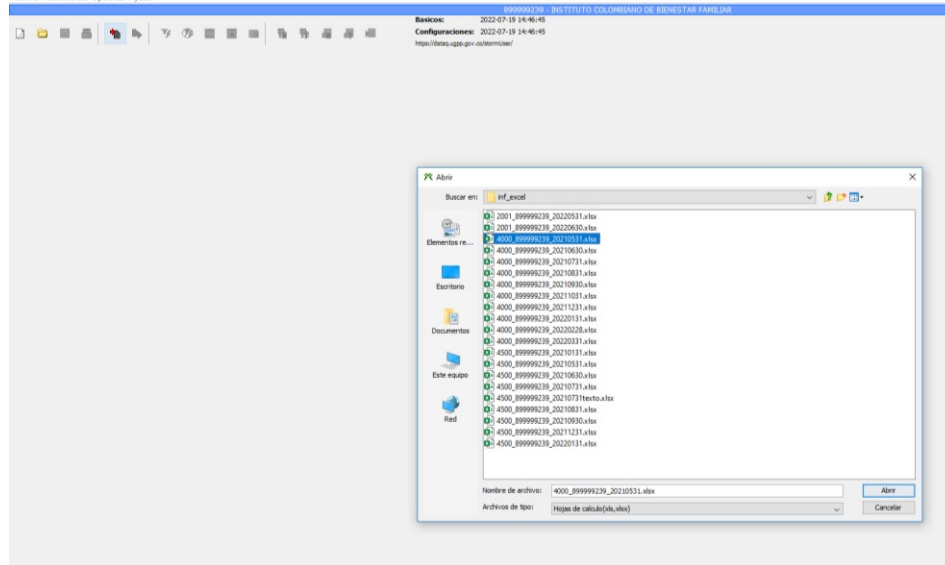 899999239 - INSTITUTO COLOMBIANO DE BIENESTAR FAMILIAR
Basicos: 2022-07-19 14:46:45
Configuraciones: 2022-07-19 14:46:45
https://dataq.ugpp.gov.co/stormUser/
Abrir
Buscar en: inf_excel
2001_899999239_20220531.xlsx
2001_899999239_20220630.xlsx
4000_899999239_20210531.xlsx
4000_899999239_20210630.xlsx
4000_899999239_20210731.xlsx
4000_899999239_20210831.xlsx
4000_899999239_20210930.xlsx
4000_899999239_20211031.xlsx
4000_899999239_20211231.xlsx
4000_899999239_20220131.xlsx
4000_899999239_20220228.xlsx
4000_899999239_20220331.xlsx
4500_899999239_20210131.xlsx
4500_899999239_20210531.xlsx
4500_899999239_20210630.xlsx
4500_899999239_20210731.xlsx
4500_899999239_20210731texto.xlsx
4500_899999239_20210831.xlsx
4500_899999239_20210930.xlsx
4500_899999239_20211231.xlsx
4500_899999239_20220131.xlsx
Elementos re...
Escritorio
Documentos
Este equipo
Red
Nombre de archivo: 4000_899999239_20210531.xlsx Abrir
Archivos de tipo: Hojas de calculo(xls,xlsx) Cancelar